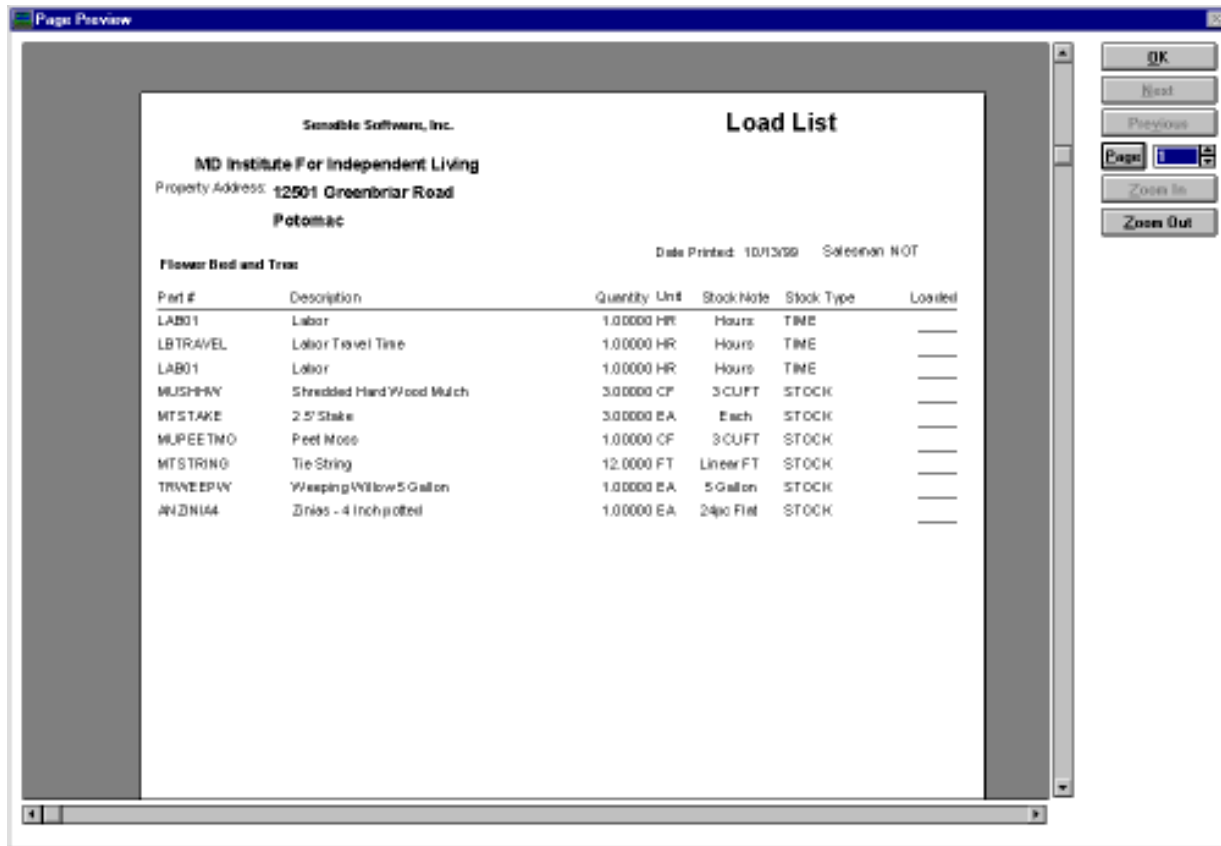 Page Preview
OK
Next
Previous
Page 1
Zoom In
Zoom Out
Sensible Software, Inc. Load List
MD Institute For Independent Living
Property Address: 12501 Greenbriar Road
Potomac
Date Printed: 10/13/99 Salesman NOT
Flower Bed and Tree
Part # Description Quantity Unit Stock Note Stock Type Loaded
LAB01 Labor 1.00000 HR Hours TIME
LBTRAVEL Labor Travel Time 1.00000 HR Hours TIME
LAB01 Labor 1.00000 HR Hours TIME
MUSHHW Shredded Hard Wood Mulch 3.00000 CF 3 CUFT STOCK
MTSTAKE 2.5' Stake 3.00000 EA Each STOCK
MUPEETMO Peet Moss 1.00000 CF 3 CUFT STOCK
MTSTRING Tie String 12.0000 FT Linear FT STOCK
TRWEEPW Weeping Willow 5 Gallon 1.00000 EA 5 Gallon STOCK
ANZINIA4 Zinias - 4 Inch potted 1.00000 EA 24pc Flat STOCK